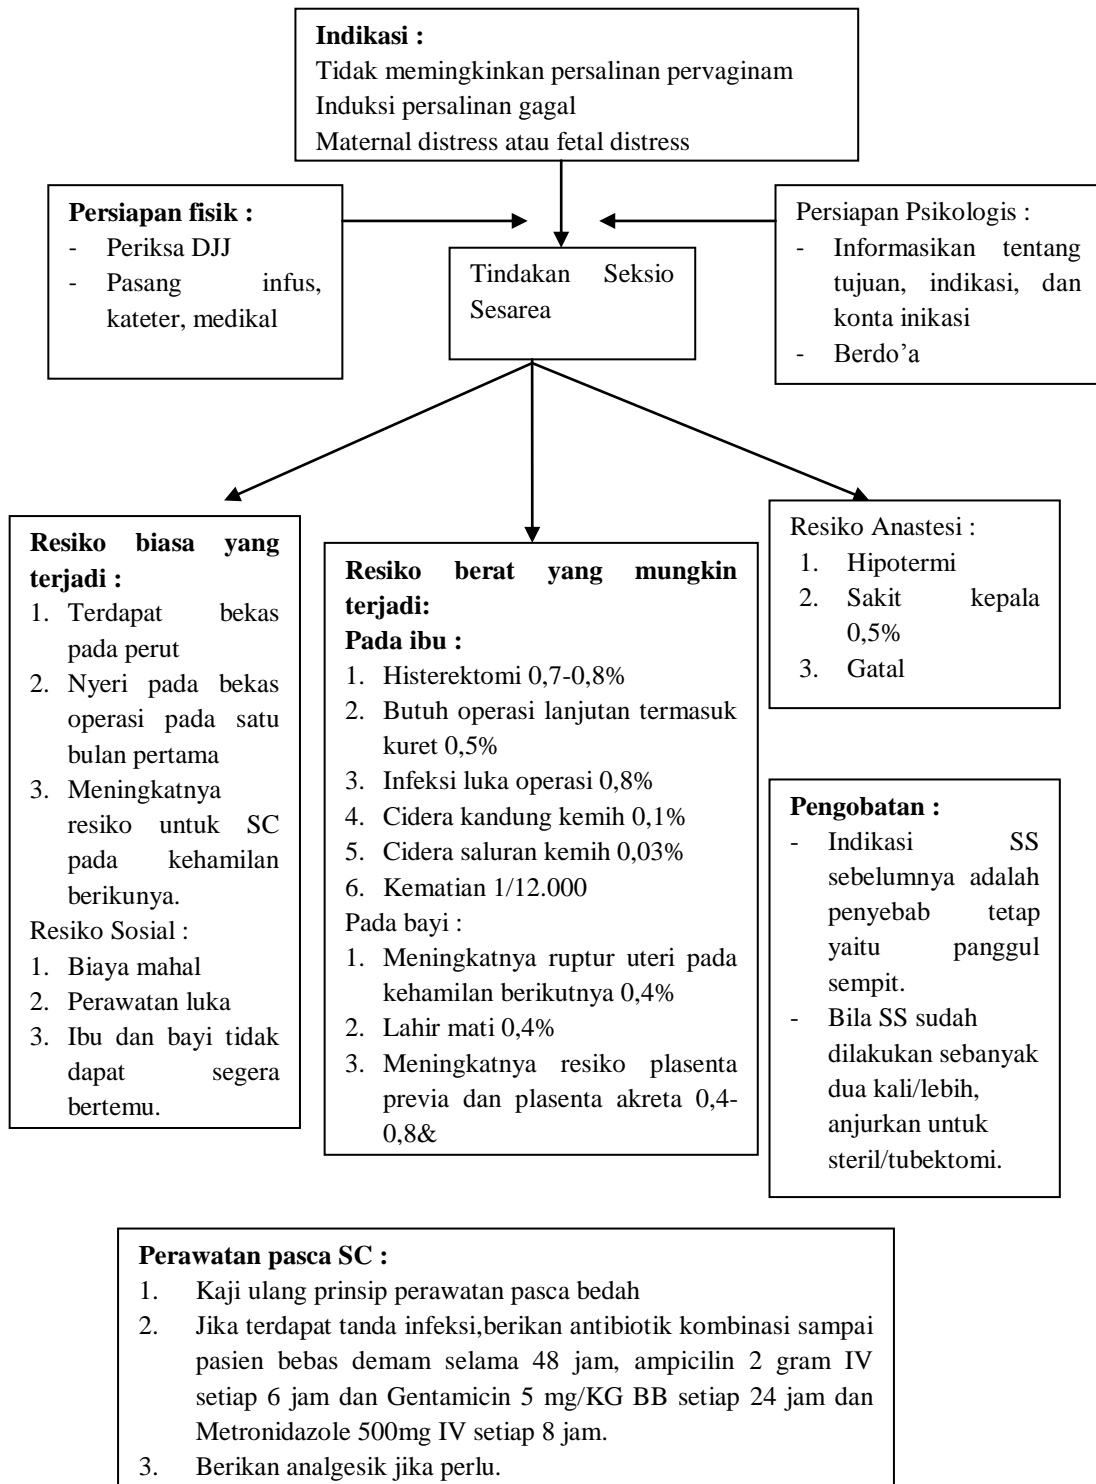 Indikasi :
Tidak memingkinkan persalinan pervaginam
Induksi persalinan gagal
Maternal distress atau fetal distress
Persiapan fisik :
- Periksa DJJ
- Pasang infus,
kateter, medikal
Tindakan Seksio
Sesarea
Persiapan Psikologis :
- Informasikan tentang
tujuan, indikasi, dan
konta inikasi
- Berdo’a
Resiko biasa yang
terjadi :
1. Terdapat bekas
pada perut
2. Nyeri pada bekas
operasi pada satu
bulan pertama
3. Meningkatnya
resiko untuk SC
pada kehamilan
berikunya.
Resiko Sosial :
1. Biaya mahal
2. Perawatan luka
3. Ibu dan bayi tidak
dapat segera
bertemu.
Resiko berat yang mungkin
terjadi:
Pada ibu :
1. Histerektomi 0,7-0,8%
2. Butuh operasi lanjutan termasuk
kuret 0,5%
3. Infeksi luka operasi 0,8%
4. Cidera kandung kemih 0,1%
5. Cidera saluran kemih 0,03%
6. Kematian 1/12.000
Pada bayi :
1. Meningkatnya ruptur uteri pada
kehamilan berikutnya 0,4%
2. Lahir mati 0,4%
3. Meningkatnya resiko plasenta
previa dan plasenta akreta 0,4-
0,8&
Resiko Anastesi :
1. Hipotermi
2. Sakit kepala
0,5%
3. Gatal
Pengobatan :
- Indikasi SS
sebelumnya adalah
penyebab tetap
yaitu panggul
sempit.
- Bila SS sudah
dilakukan sebanyak
dua kali/lebih,
anjurkan untuk
steril/tubektomi.
Perawatan pasca SC :
1. Kaji ulang prinsip perawatan pasca bedah
2. Jika terdapat tanda infeksi,berikan antibiotik kombinasi sampai
pasien bebas demam selama 48 jam, ampicilin 2 gram IV
setiap 6 jam dan Gentamicin 5 mg/KG BB setiap 24 jam dan
Metronidazole 500mg IV setiap 8 jam.
3. Berikan analgesik jika perlu.